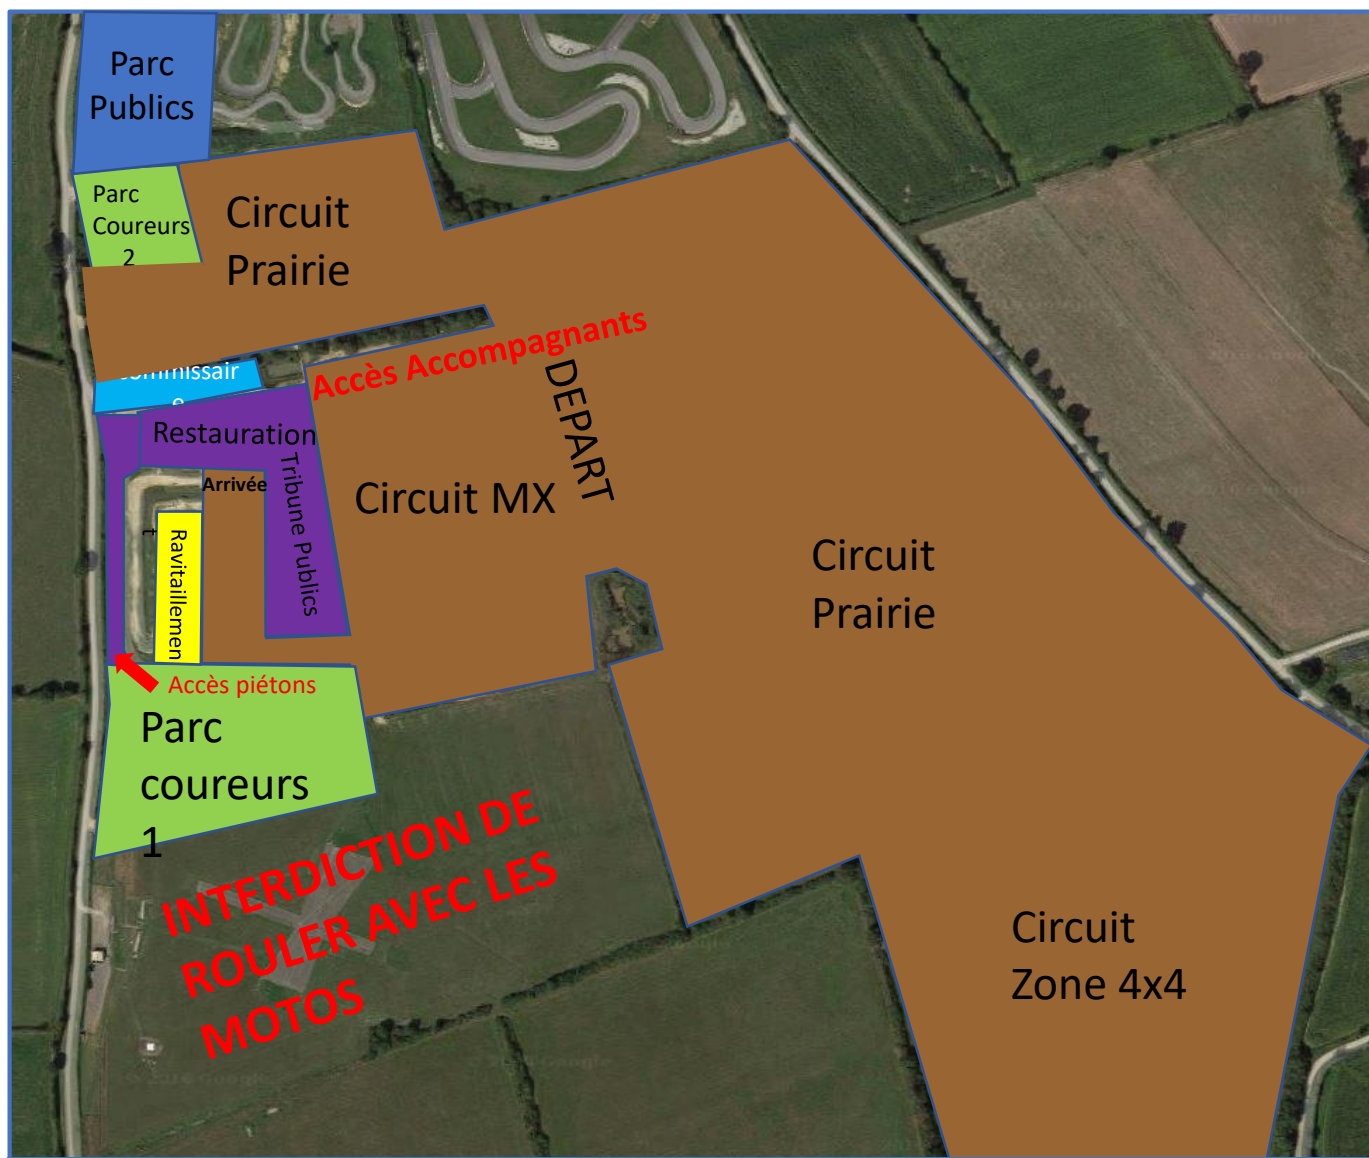 Parc
Publics
Parc
Coureurs
2
Circuit
Prairie
Accès Accompagnants
DEPART
Restauration
Tribune Publics
Arrivée
Circuit MX
Ravitaillemen
t
Circuit
Prairie
Accès piétons
Parc
coureurs
1
INTERDICTION DE
ROULER AVEC LES
MOTOS
Circuit
Zone 4x4